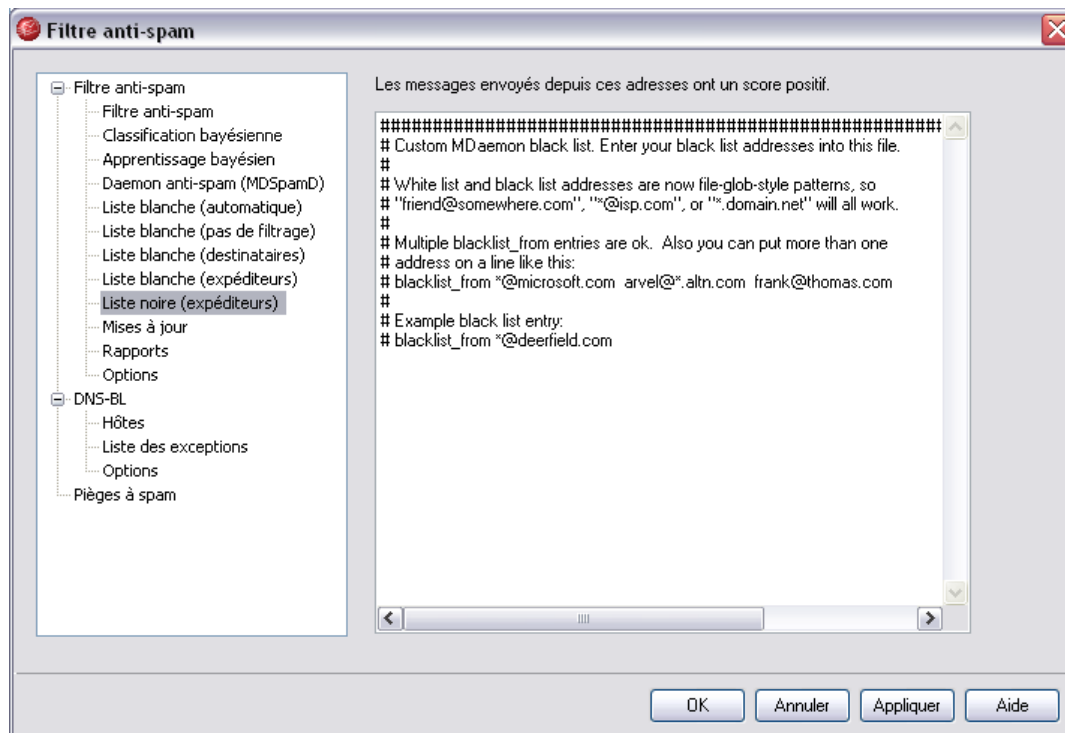 Filtre anti-spam
Filtre anti-spam
Filtre anti-spam
Classification bayésienne
Apprentissage bayésien
Daemon anti-spam (MDSpamD)
Liste blanche (automatique)
Liste blanche (pas de filtrage)
Liste blanche (destinataires)
Liste blanche (expéditeurs)
Liste noire (expéditeurs)
Mises à jour
Rapports
Options
DNS-BL
Hôtes
Liste des exceptions
Options
Pièges à spam
Les messages envoyés depuis ces adresses ont un score positif.
######################################################
# Custom MDaemon black list. Enter your black list addresses into this file.
#
# White list and black list addresses are now file-glob-style patterns, so
# "friend@somewhere.com", "*@isp.com", or "*.domain.net" will all work.
#
# Multiple blacklist_from entries are ok.  Also you can put more than one
# address on a line like this:
# blacklist_from *@microsoft.com  arvel@*.altn.com  frank@thomas.com
#
# Example black list entry:
# blacklist_from *@deerfield.com
OK
Annuler
Appliquer
Aide